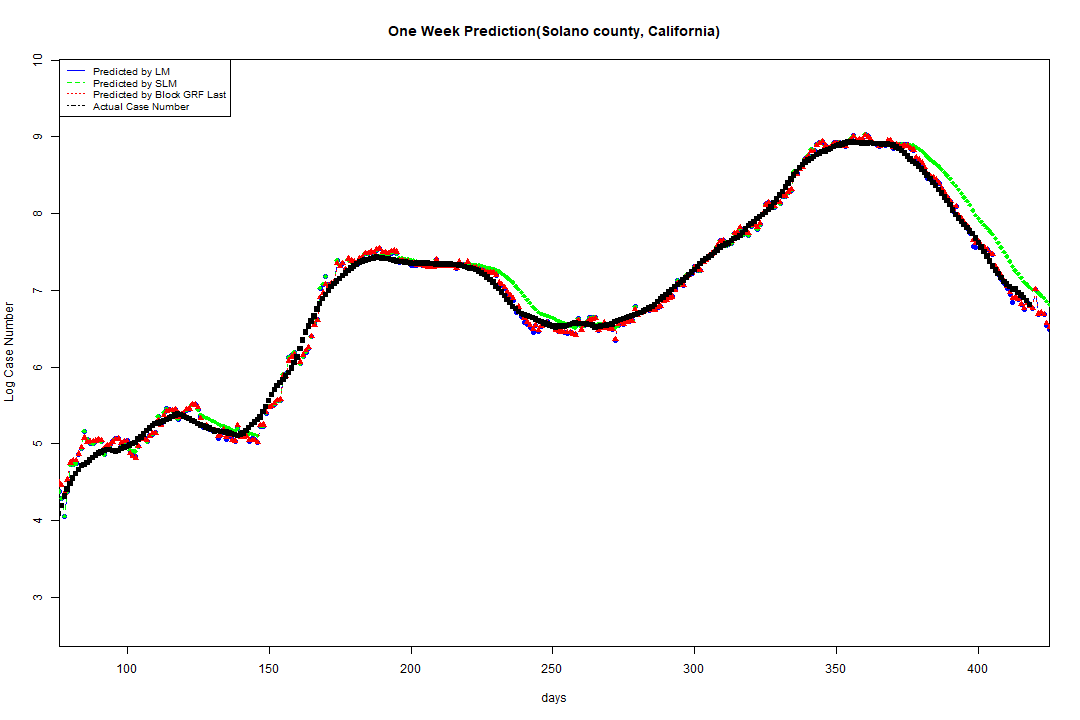 One Week Prediction(Solano county, California)
Predicted by LM
Predicted by SLM
Predicted by Block GRF Last
Actual Case Number
10
9
8
7
6
5
4
3
Log Case Number
100 150 200 250 300 350 400
days